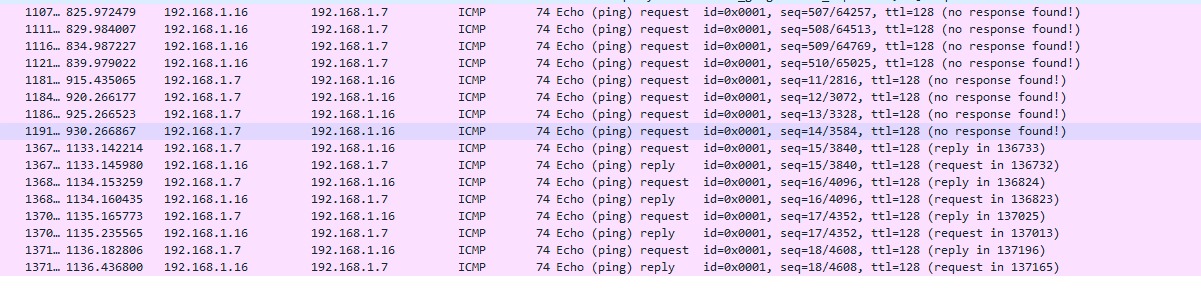 1107… 825.972479 192.168.1.16 192.168.1.7 ICMP 74 Echo (ping) request id=0x0001, seq=507/64257, ttl=128 (no response found!)
1111… 829.984007 192.168.1.16 192.168.1.7 ICMP 74 Echo (ping) request id=0x0001, seq=508/64513, ttl=128 (no response found!)
1116… 834.987227 192.168.1.16 192.168.1.7 ICMP 74 Echo (ping) request id=0x0001, seq=509/64769, ttl=128 (no response found!)
1121… 839.979022 192.168.1.16 192.168.1.7 ICMP 74 Echo (ping) request id=0x0001, seq=510/65025, ttl=128 (no response found!)
1181… 915.435065 192.168.1.7 192.168.1.16 ICMP 74 Echo (ping) request id=0x0001, seq=11/2816, ttl=128 (no response found!)
1184… 920.266177 192.168.1.7 192.168.1.16 ICMP 74 Echo (ping) request id=0x0001, seq=12/3072, ttl=128 (no response found!)
1186… 925.266523 192.168.1.7 192.168.1.16 ICMP 74 Echo (ping) request id=0x0001, seq=13/3328, ttl=128 (no response found!)
1191… 930.266867 192.168.1.7 192.168.1.16 ICMP 74 Echo (ping) request id=0x0001, seq=14/3584, ttl=128 (no response found!)
1367… 1133.142214 192.168.1.7 192.168.1.16 ICMP 74 Echo (ping) request id=0x0001, seq=15/3840, ttl=128 (reply in 136733)
1367… 1133.145980 192.168.1.16 192.168.1.7 ICMP 74 Echo (ping) reply id=0x0001, seq=15/3840, ttl=128 (request in 136732)
1368… 1134.153259 192.168.1.7 192.168.1.16 ICMP 74 Echo (ping) request id=0x0001, seq=16/4096, ttl=128 (reply in 136824)
1368… 1134.160435 192.168.1.16 192.168.1.7 ICMP 74 Echo (ping) reply id=0x0001, seq=16/4096, ttl=128 (request in 136823)
1370… 1135.165773 192.168.1.7 192.168.1.16 ICMP 74 Echo (ping) request id=0x0001, seq=17/4352, ttl=128 (reply in 137025)
1370… 1135.235565 192.168.1.16 192.168.1.7 ICMP 74 Echo (ping) reply id=0x0001, seq=17/4352, ttl=128 (request in 137013)
1371… 1136.182806 192.168.1.7 192.168.1.16 ICMP 74 Echo (ping) request id=0x0001, seq=18/4608, ttl=128 (reply in 137196)
1371… 1136.436800 192.168.1.16 192.168.1.7 ICMP 74 Echo (ping) reply id=0x0001, seq=18/4608, ttl=128 (request in 137165)